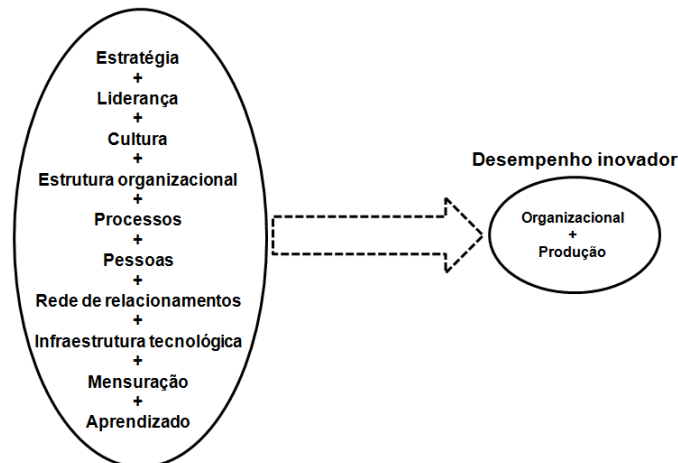 Estratégia
+
Liderança
+
Cultura
+
Estrutura organizacional
+
Processos
+
Pessoas
+
Rede de relacionamentos
+
Infraestrutura tecnológica
+
Mensuração
+
Aprendizado
Desempenho inovador
Organizacional
+
Produção